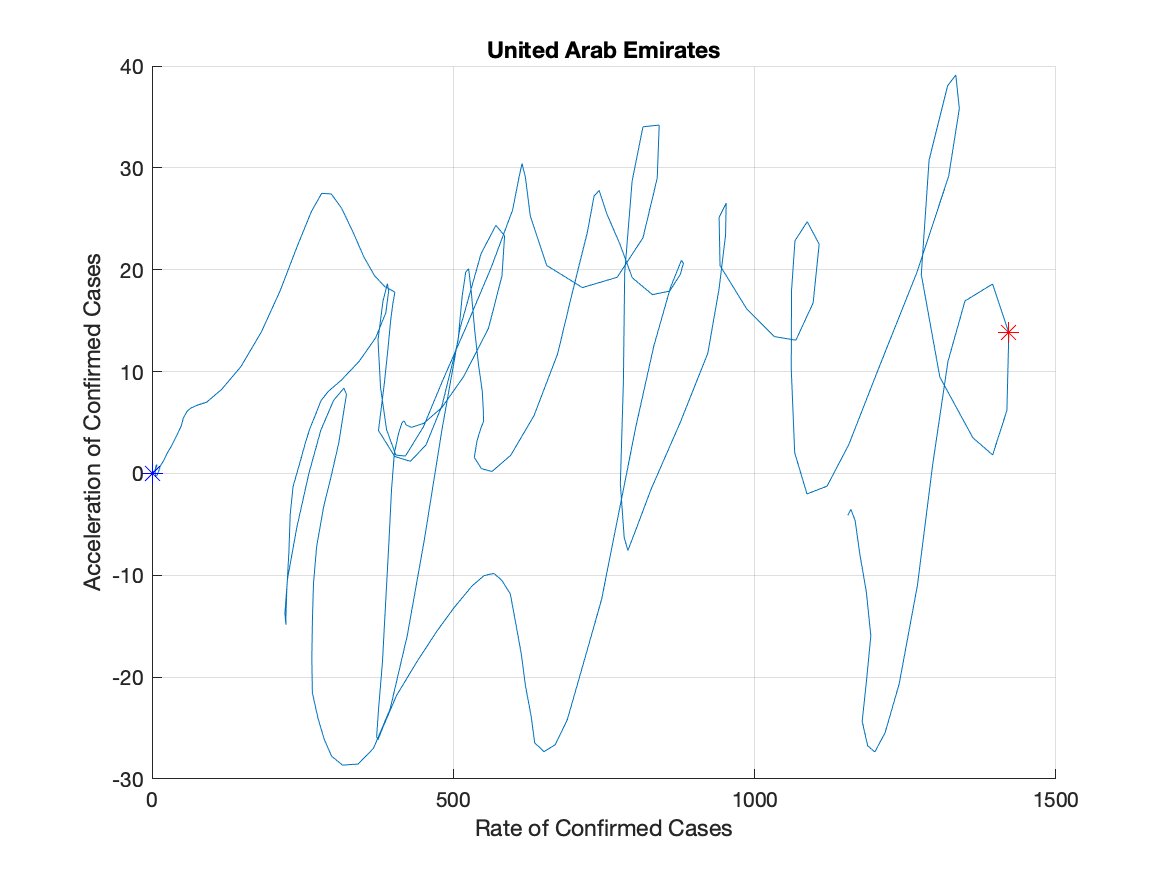 United Arab Emirates
40
30
20
10
0
-10
-20
-30
Acceleration of Confirmed Cases
0 500 1000 1500
Rate of Confirmed Cases